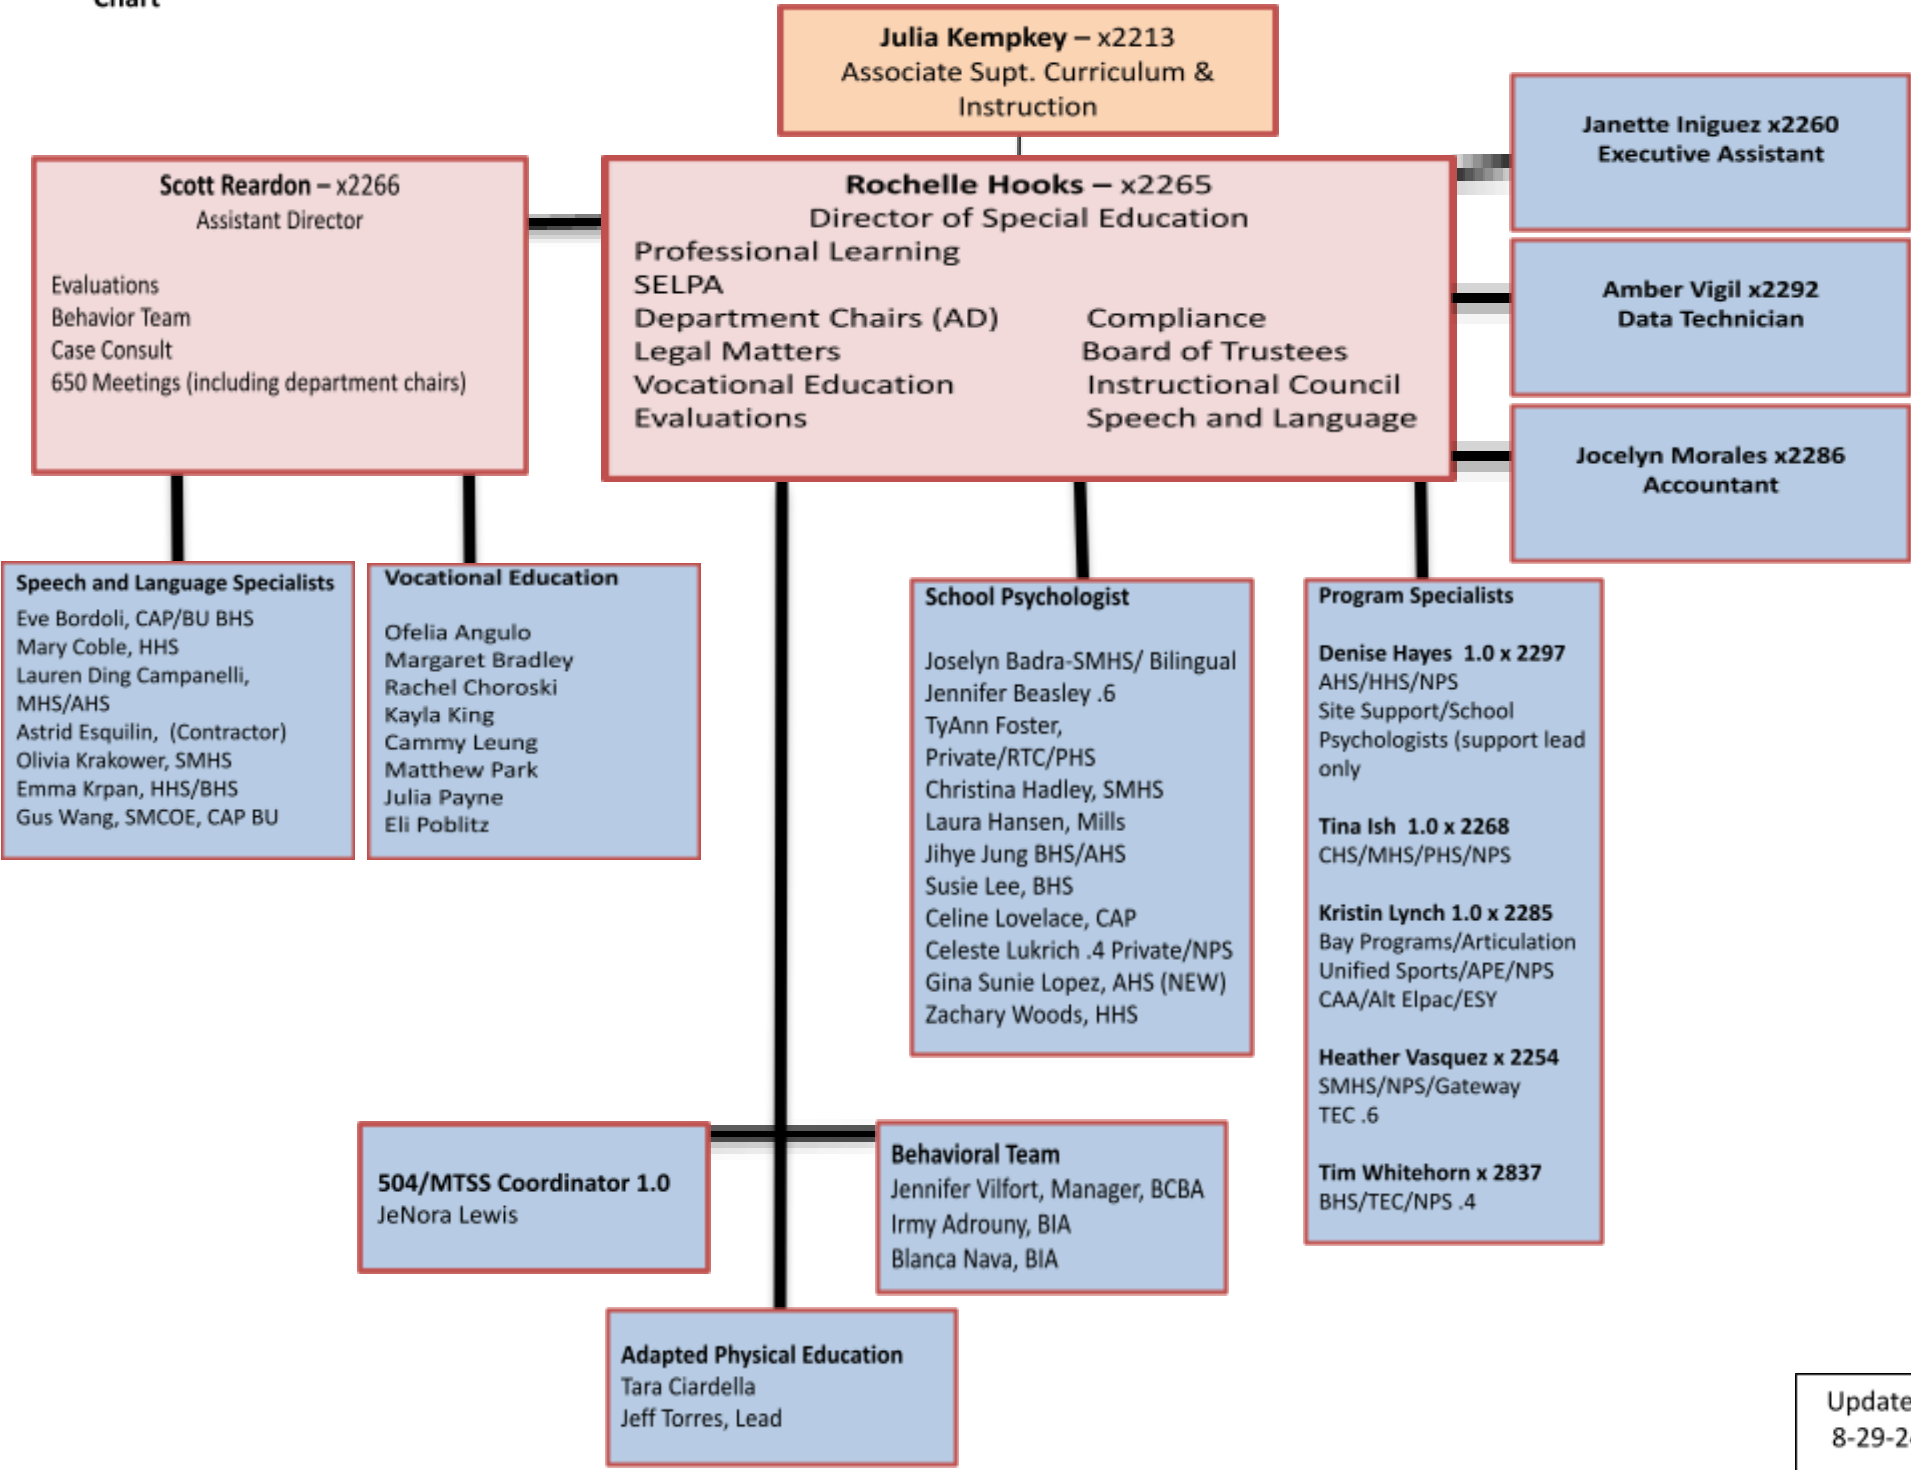 Chart
Julia Kempkey – x2213
Associate Supt. Curriculum &
Instruction
Janette Iniguez x2260
Executive Assistant
Scott Reardon – x2266
Assistant Director
Evaluations
Behavior Team
Case Consult
650 Meetings (including department chairs)
Rochelle Hooks – x2265
Director of Special Education
Professional Learning
SELPA
Department Chairs (AD) Compliance
Legal Matters Board of Trustees
Vocational Education Instructional Council
Evaluations Speech and Language
Amber Vigil x2292
Data Technician
Jocelyn Morales x2286
Accountant
Speech and Language Specialists
Eve Bordoli, CAP/BU BHS
Mary Coble, HHS
Lauren Ding Campanelli,
MHS/AHS
Astrid Esquilin, (Contractor)
Olivia Krakower, SMHS
Emma Krpan, HHS/BHS
Gus Wang, SMCOE, CAP BU
Vocational Education
Ofelia Angulo
Margaret Bradley
Rachel Choroski
Kayla King
Cammy Leung
Matthew Park
Julia Payne
Eli Poblitz
School Psychologist
Joselyn Badra-SMHS/ Bilingual
Jennifer Beasley .6
TyAnn Foster,
Private/RTC/PHS
Christina Hadley, SMHS
Laura Hansen, Mills
Jihye Jung BHS/AHS
Susie Lee, BHS
Celine Lovelace, CAP
Celeste Lukrich .4 Private/NPS
Gina Sunie Lopez, AHS (NEW)
Zachary Woods, HHS
Program Specialists
Denise Hayes 1.0 x 2297
AHS/HHS/NPS
Site Support/School
Psychologists (support lead
only
Tina Ish 1.0 x 2268
CHS/MHS/PHS/NPS
Kristin Lynch 1.0 x 2285
Bay Programs/Articulation
Unified Sports/APE/NPS
CAA/Alt Elpac/ESY
Heather Vasquez x 2254
SMHS/NPS/Gateway
TEC .6
Tim Whitehorn x 2837
BHS/TEC/NPS .4
504/MTSS Coordinator 1.0
JeNora Lewis
Behavioral Team
Jennifer Vilfort, Manager, BCBA
Irmy Adrouny, BIA
Blanca Nava, BIA
Adapted Physical Education
Tara Ciardella
Jeff Torres, Lead
Update
8-29-2